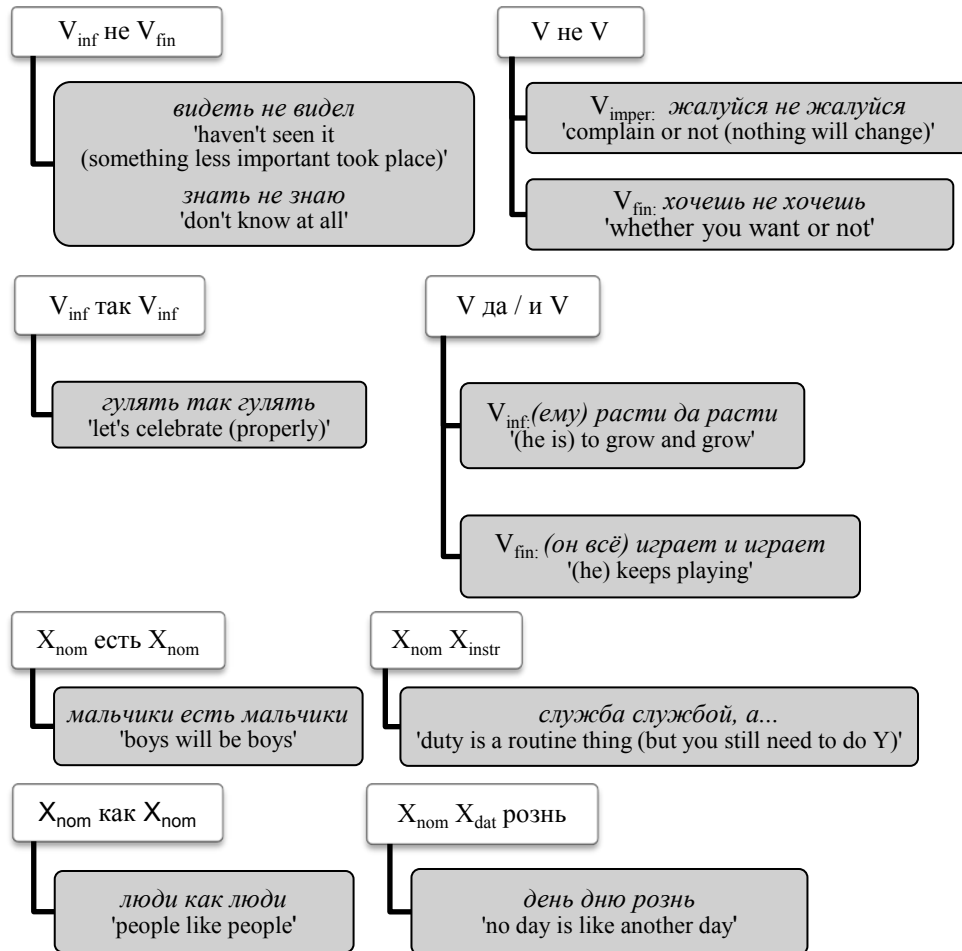 V_inf не V_fin
видеть не видел
'haven't seen it
(something less important took place)'
знать не знаю
'don't know at all'
V не V
V_imper: жалуйся не жалуйся
'complain or not (nothing will change)'
V_fin: хочешь не хочешь
'whether you want or not'
V_inf так V_inf
гулять так гулять
'let's celebrate (properly)'
V да / и V
V_inf: (ему) расти да расти
'(he is) to grow and grow'
V_fin: (он всё) играет и играет
'(he) keeps playing'
X_nom есть X_nom
мальчики есть мальчики
'boys will be boys'
X_nom X_instr
служба службой, а...
'duty is a routine thing (but you still need to do Y)'
X_nom как X_nom
люди как люди
'people like people'
X_nom X_dat рознь
день дню рознь
'no day is like another day'